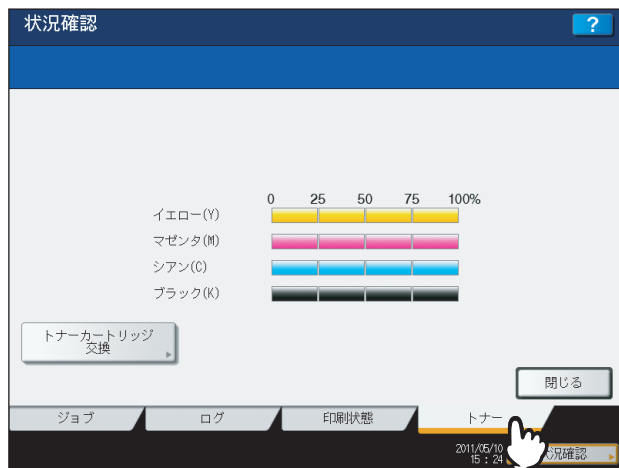 状況確認
?
0 25 50 75 100%
イエロー(Y)
マゼンタ(M)
シアン(C)
ブラック(K)
トナーカートリッジ
交換
閉じる
ジョブ ログ 印刷状態 トナー
2011/05/10
15:24
況確認